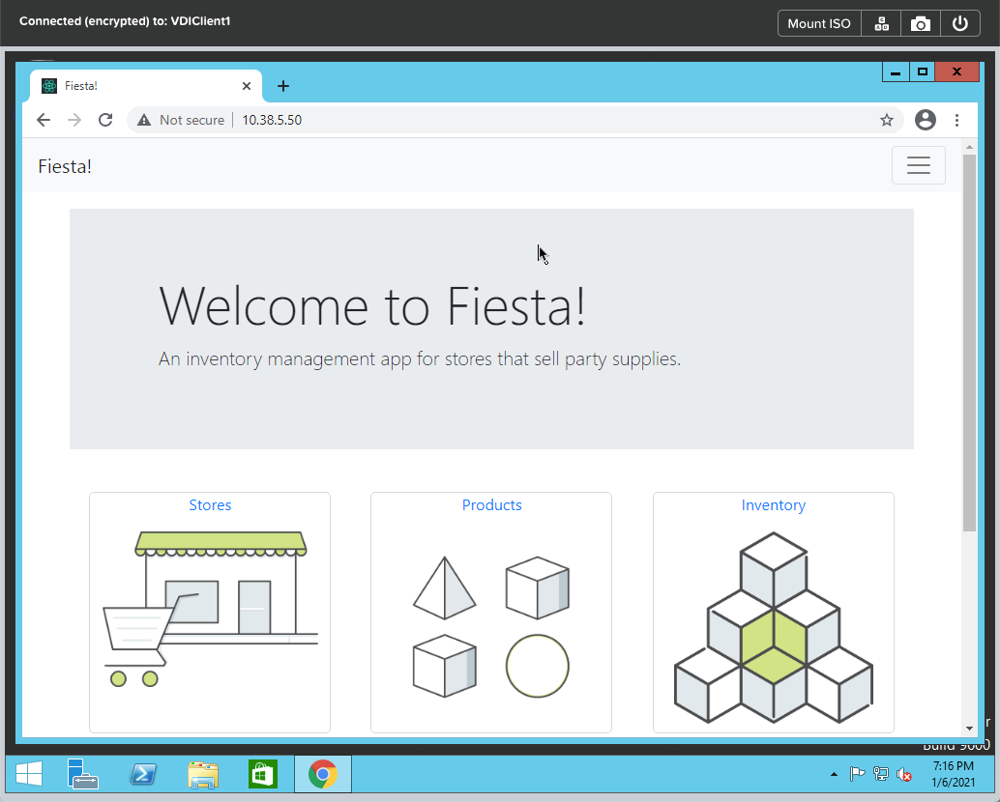 Connected (encrypted) to: VDIClient1
Mount ISO
Fiesta!
Not secure
10.38.5.50
Fiesta!
Welcome to Fiesta!
An inventory management app for stores that sell party supplies.
Stores
Products
Inventory
Build 9600
7:16 PM
1/6/2021